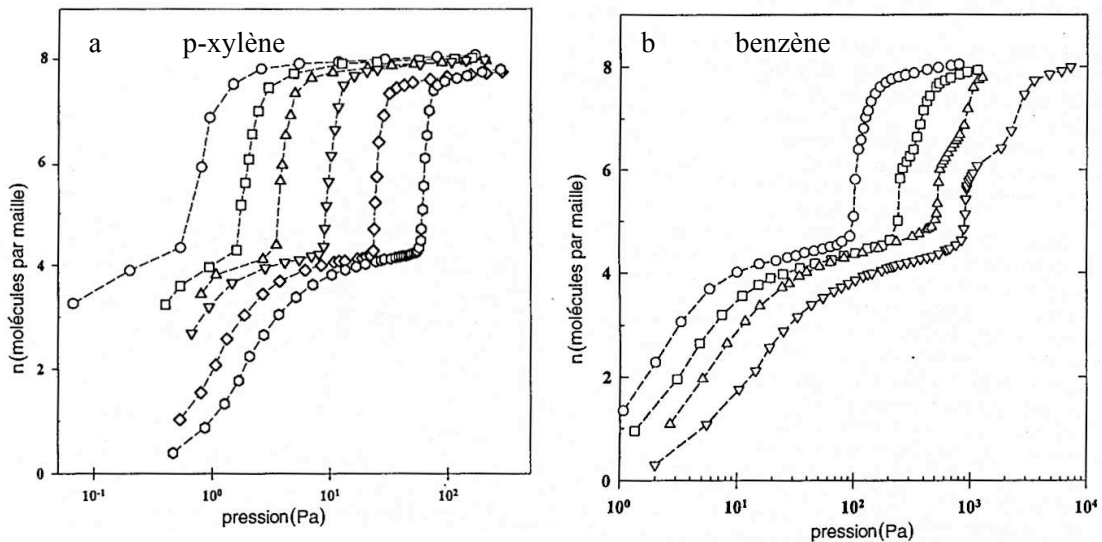 a p-xylène
8
6
4
2
0
10⁻¹ 10⁰ 10¹ 10²
pression(Pa)
n(molécules par maille)
b benzène
8
6
4
2
0
10⁰ 10¹ 10² 10³ 10⁴
pression(Pa)
n(molécules par maille)